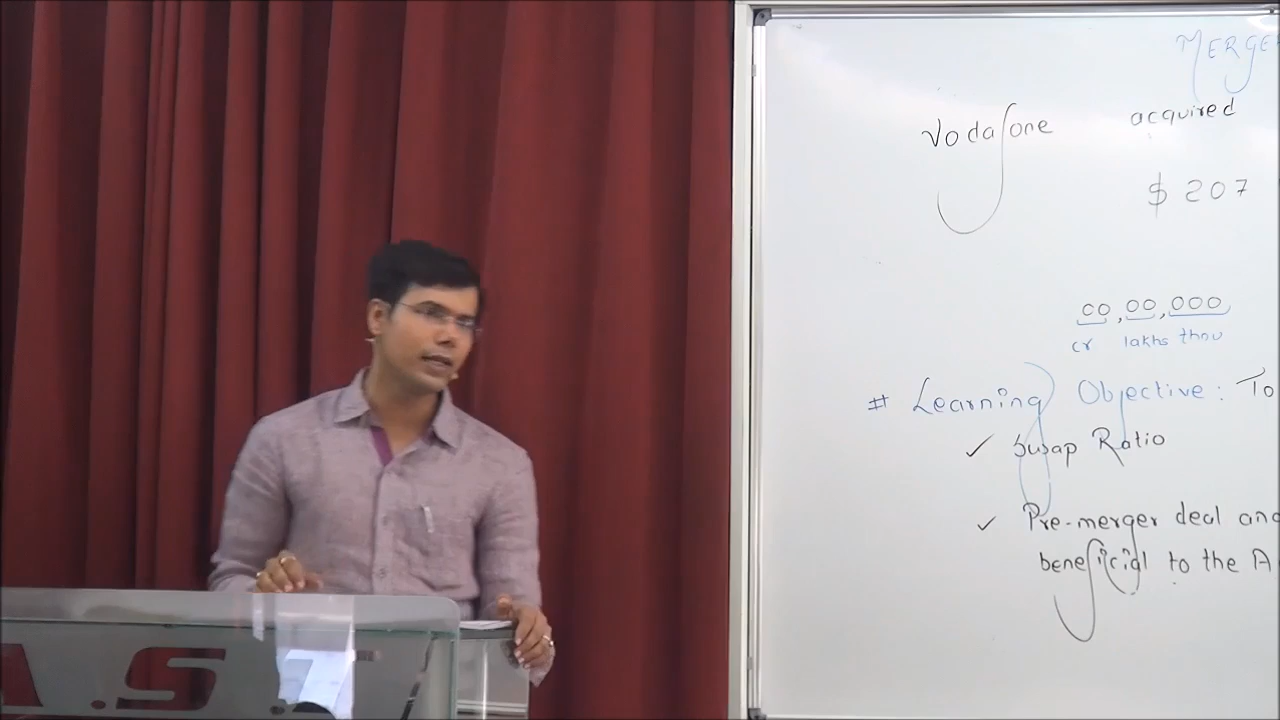 MERGE
Vodafone acquired
$ 207
00,00,000
cr lakhs thou
# Learning Objective: To
✓ Swap Ratio
✓ Pre-merger deal and
beneficial to the A
A.S.T.